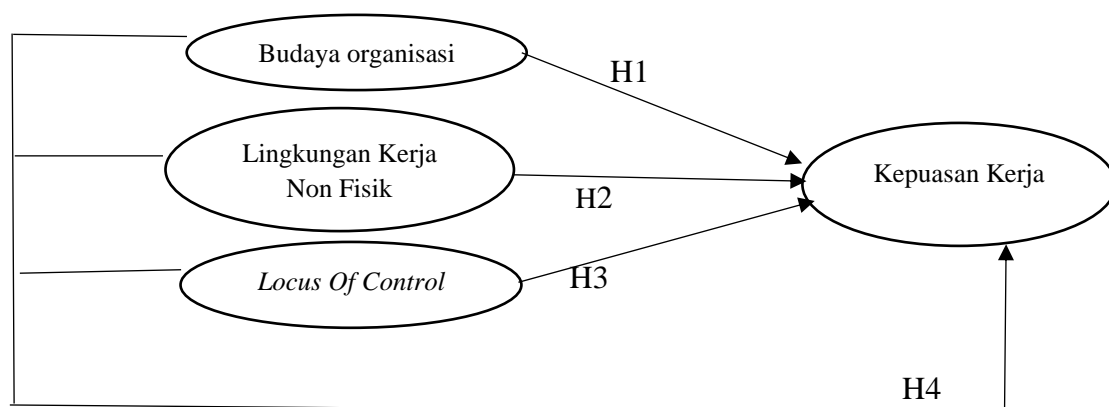 Budaya organisasi
H1
Lingkungan Kerja
Non Fisik
H2
Kepuasan Kerja
Locus Of Control
H3
H4